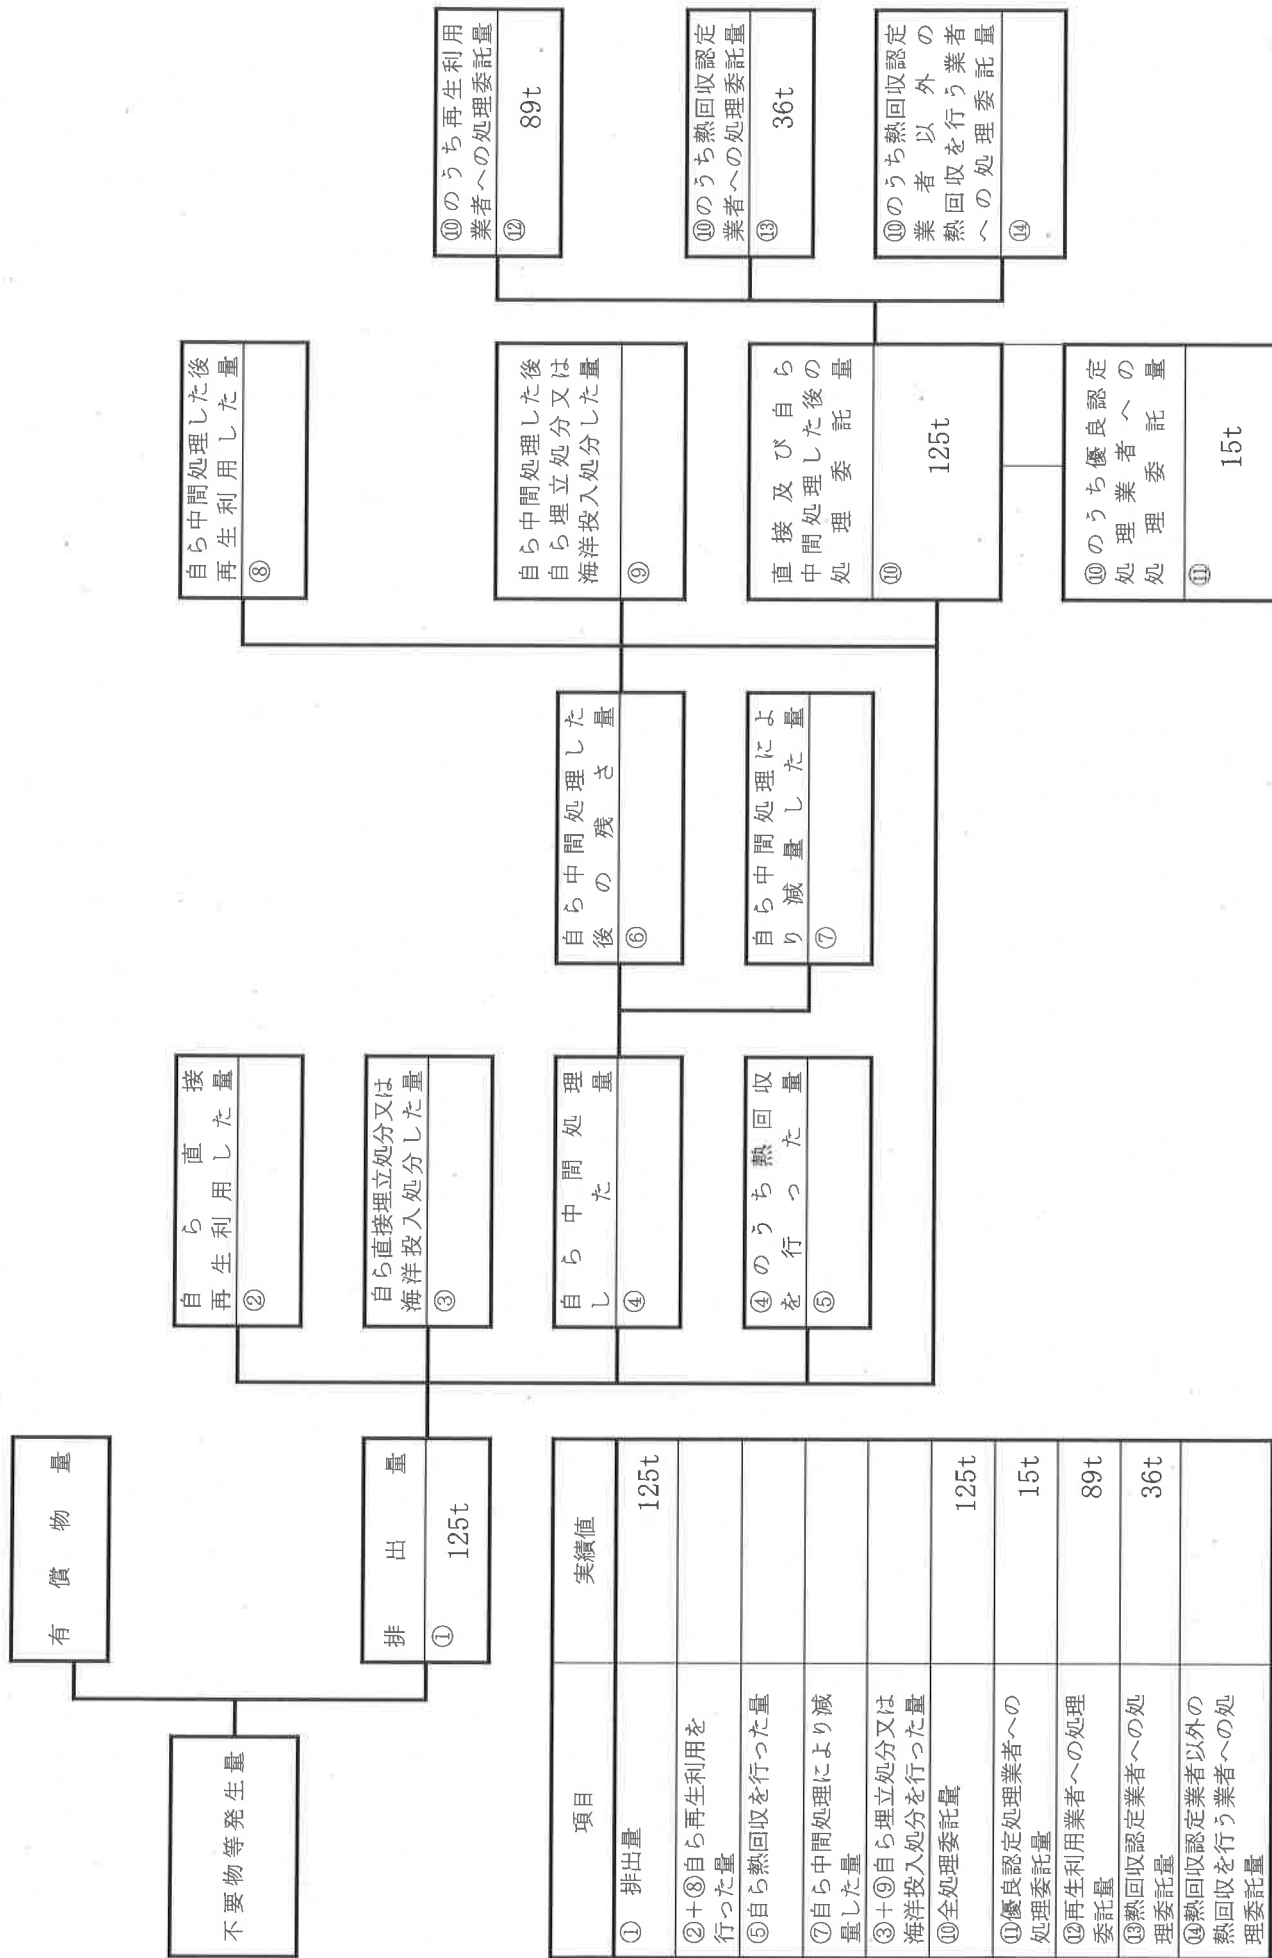 不要物等発生量
有償物量
排出量
①
125t
自ら直接
再生利用した量
②
自ら直接埋立処分又は
海洋投入処分した量
③
自ら中間処理
した量
④
④のうち熱回収
を行った量
⑤
自ら中間処理した
後の残さ量
⑥
自ら中間処理によ
り減量した量
⑦
自ら中間処理した後
再生利用した量
⑧
自ら中間処理した後
自ら埋立処分又は
海洋投入処分した量
⑨
直接及び自ら
中間処理した後の
処理委託量
⑩
125t
⑩のうち優良認定
処理業者への
処理委託量
⑪
15t
⑩のうち再生利用
業者への処理委託量
⑫
89t
⑩のうち熱回収認定
業者への処理委託量
⑬
36t
⑩のうち熱回収認定
業者以外の
熱回収を行う業者
への処理委託量
⑭
項目
実績値
① 排出量
125t
②+⑧自ら再生利用を
行った量
⑤自ら熱回収を行った量
⑦自ら中間処理により減
量した量
③+⑨自ら埋立処分又は
海洋投入処分を行った量
⑩全処理委託量
125t
⑪優良認定処理業者への
処理委託量
15t
⑫再生利用業者への処理
委託量
89t
⑬熱回収認定業者への処
理委託量
36t
⑭熱回収認定業者以外の
熱回収を行う業者への処
理委託量